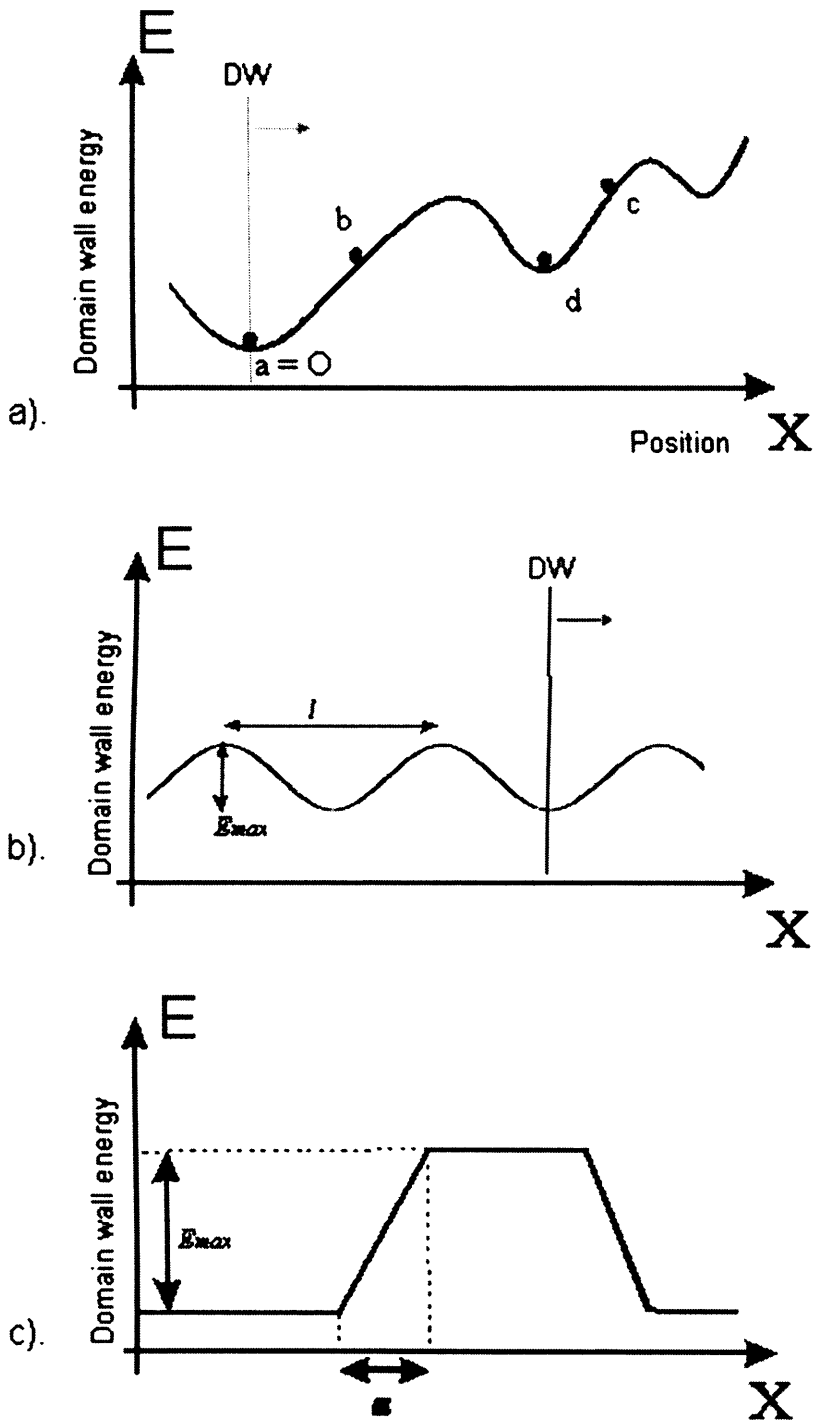 E
DW
Domain wall energy
b
c
d
a = O
a).
Position
X
E
DW
Domain wall energy
l
Emax
b).
X
E
Domain wall energy
Emax
c).
X